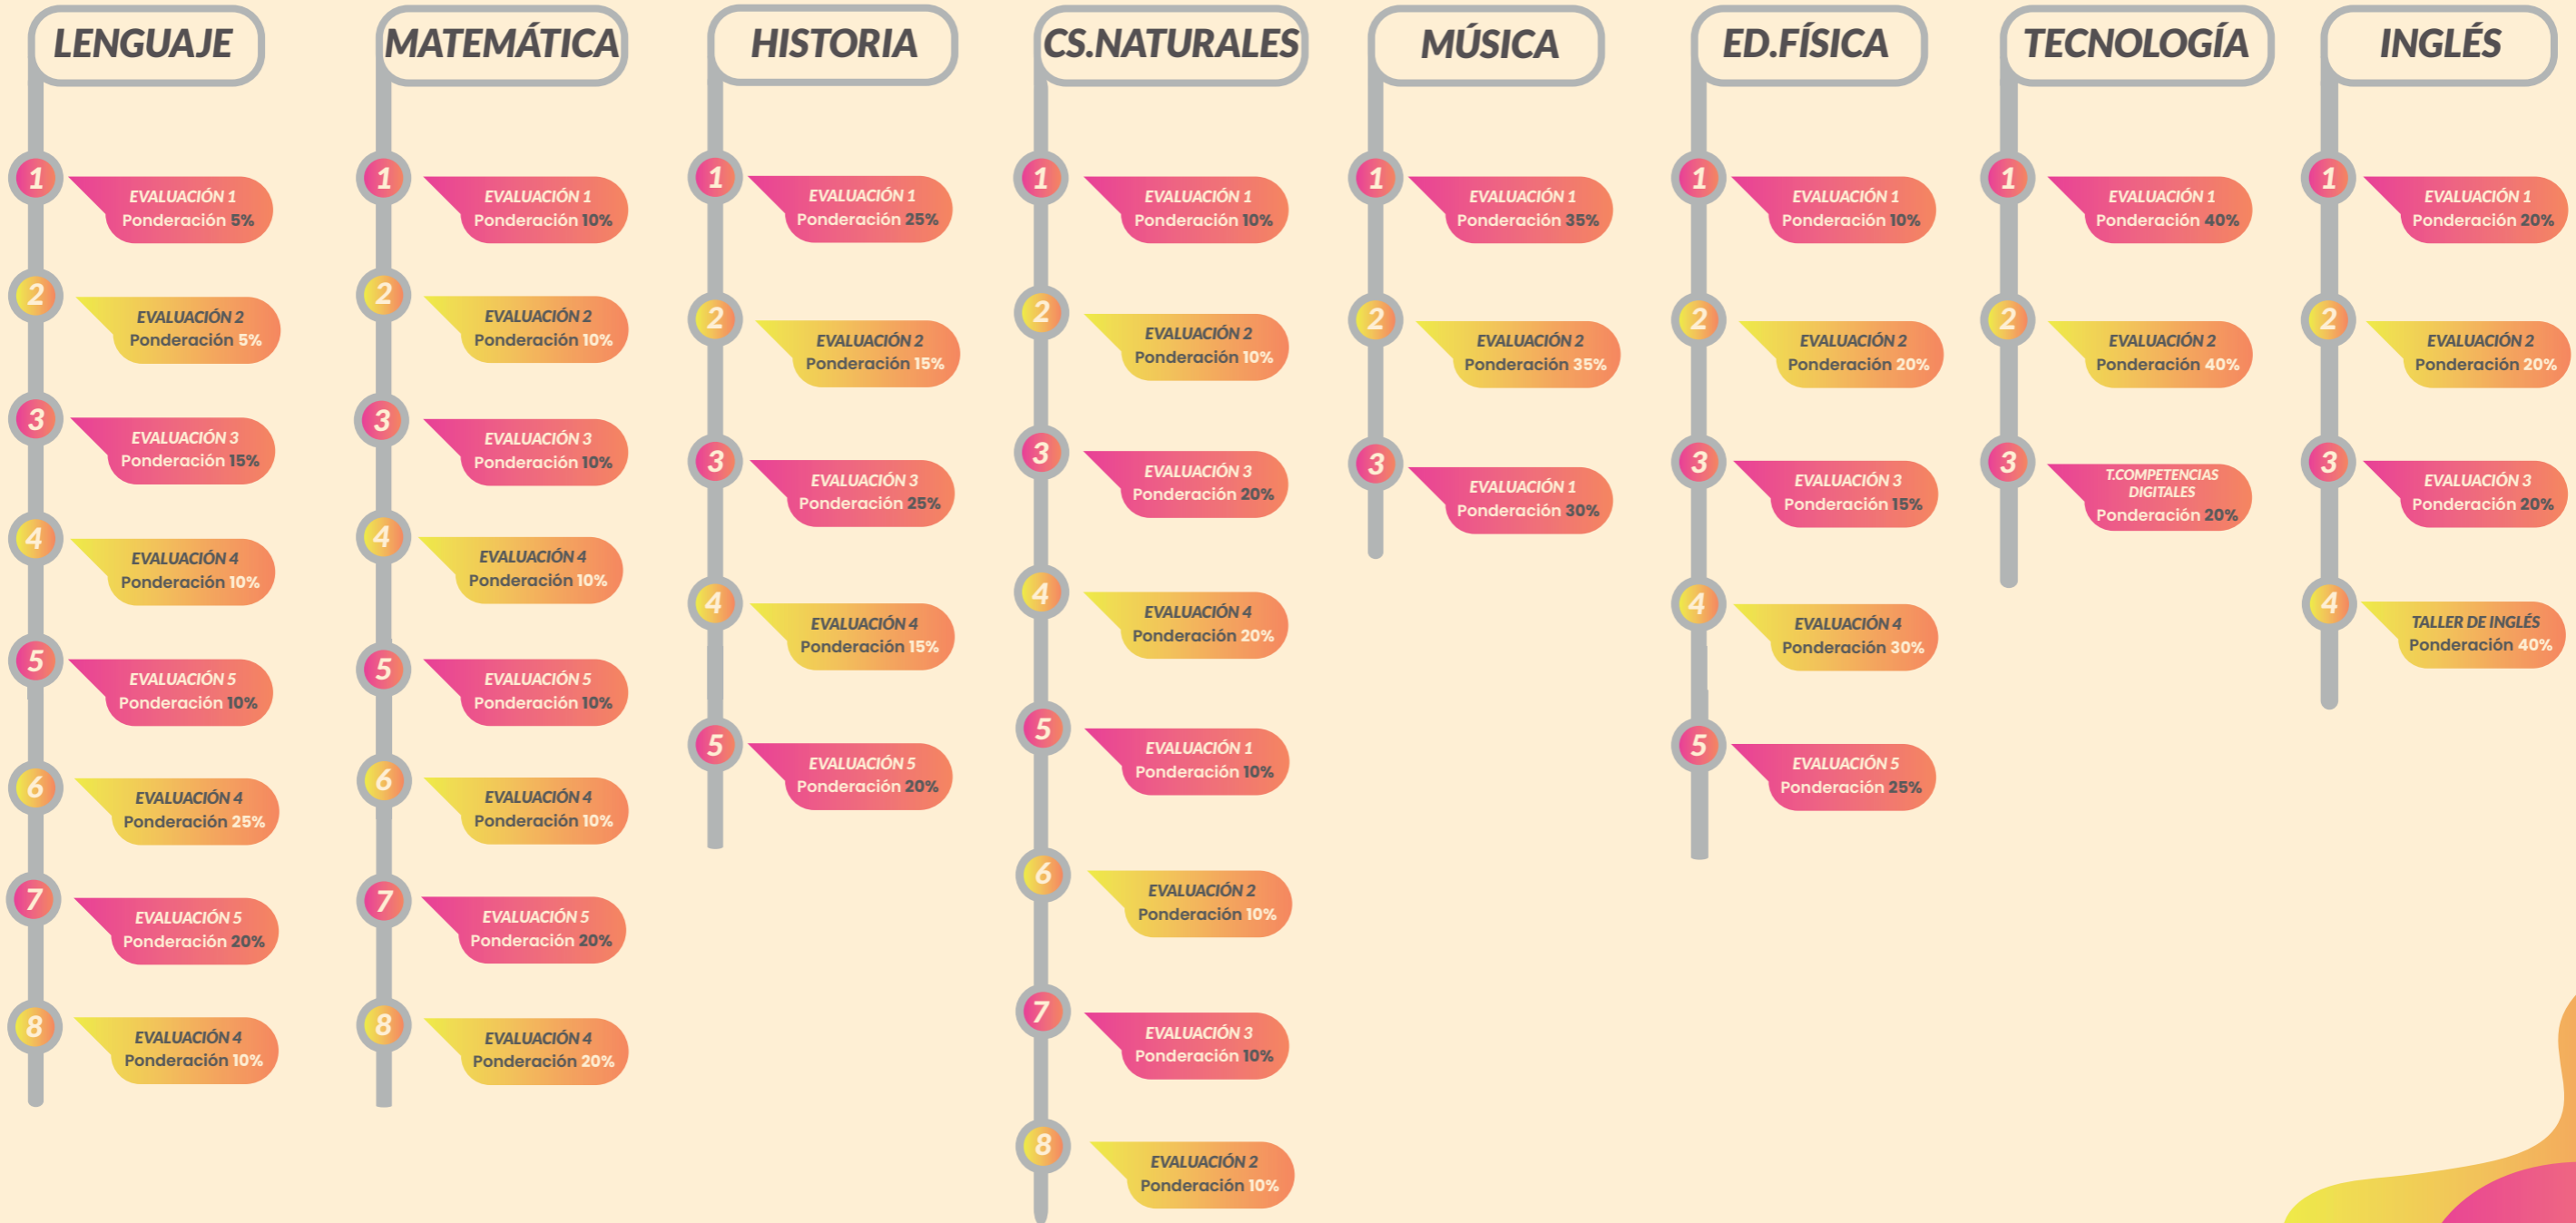 LENGUAJE
1
EVALUACIÓN 1
Ponderación 5%
2
EVALUACIÓN 2
Ponderación 5%
3
EVALUACIÓN 3
Ponderación 15%
4
EVALUACIÓN 4
Ponderación 10%
5
EVALUACIÓN 5
Ponderación 10%
6
EVALUACIÓN 4
Ponderación 25%
7
EVALUACIÓN 5
Ponderación 20%
8
EVALUACIÓN 4
Ponderación 10%
MATEMÁTICA
1
EVALUACIÓN 1
Ponderación 10%
2
EVALUACIÓN 2
Ponderación 10%
3
EVALUACIÓN 3
Ponderación 10%
4
EVALUACIÓN 4
Ponderación 10%
5
EVALUACIÓN 5
Ponderación 10%
6
EVALUACIÓN 4
Ponderación 10%
7
EVALUACIÓN 5
Ponderación 20%
8
EVALUACIÓN 4
Ponderación 20%
HISTORIA
1
EVALUACIÓN 1
Ponderación 25%
2
EVALUACIÓN 2
Ponderación 15%
3
EVALUACIÓN 3
Ponderación 25%
4
EVALUACIÓN 4
Ponderación 15%
5
EVALUACIÓN 5
Ponderación 20%
CS.NATURALES
1
EVALUACIÓN 1
Ponderación 10%
2
EVALUACIÓN 2
Ponderación 10%
3
EVALUACIÓN 3
Ponderación 20%
4
EVALUACIÓN 4
Ponderación 20%
5
EVALUACIÓN 1
Ponderación 10%
6
EVALUACIÓN 2
Ponderación 10%
7
EVALUACIÓN 3
Ponderación 10%
8
EVALUACIÓN 2
Ponderación 10%
MÚSICA
1
EVALUACIÓN 1
Ponderación 35%
2
EVALUACIÓN 2
Ponderación 35%
3
EVALUACIÓN 1
Ponderación 30%
ED.FÍSICA
1
EVALUACIÓN 1
Ponderación 10%
2
EVALUACIÓN 2
Ponderación 20%
3
EVALUACIÓN 3
Ponderación 15%
4
EVALUACIÓN 4
Ponderación 30%
5
EVALUACIÓN 5
Ponderación 25%
TECNOLOGÍA
1
EVALUACIÓN 1
Ponderación 40%
2
EVALUACIÓN 2
Ponderación 40%
3
T.COMPETENCIAS
DIGITALES
Ponderación 20%
INGLÉS
1
EVALUACIÓN 1
Ponderación 20%
2
EVALUACIÓN 2
Ponderación 20%
3
EVALUACIÓN 3
Ponderación 20%
4
TALLER DE INGLÉS
Ponderación 40%